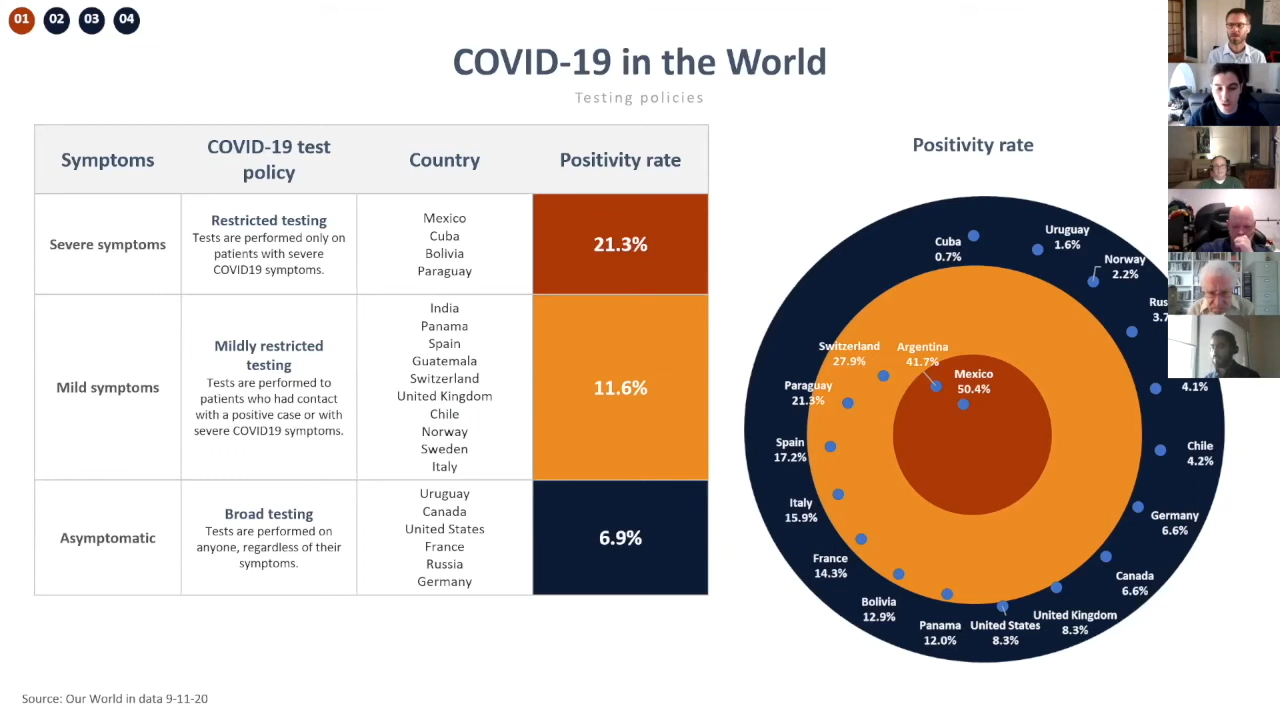 01 02 03 04
COVID-19 in the World
Testing policies
Symptoms
COVID-19 test
policy
Country
Positivity rate
Severe symptoms
Restricted testing
Tests are performed only on
patients with severe
COVID19 symptoms.
Mexico
Cuba
Bolivia
Paraguay
21.3%
Mild symptoms
Mildly restricted
testing
Tests are performed to
patients who had contact
with a positive case or with
severe COVID19 symptoms.
India
Panama
Spain
Guatemala
Switzerland
United Kingdom
Chile
Norway
Sweden
Italy
11.6%
Asymptomatic
Broad testing
Tests are performed on
anyone, regardless of their
symptoms.
Uruguay
Canada
United States
France
Russia
Germany
6.9%
Positivity rate
Cuba
0.7%
Uruguay
1.6%
Norway
2.2%
4.1%
Chile
4.2%
Germany
6.6%
Canada
6.6%
United Kingdom
8.3%
United States
8.3%
Panama
12.0%
Bolivia
12.9%
France
14.3%
Italy
15.9%
Spain
17.2%
Paraguay
21.3%
Switzerland
27.9%
Argentina
41.7%
Mexico
50.4%
Source: Our World in data 9-11-20